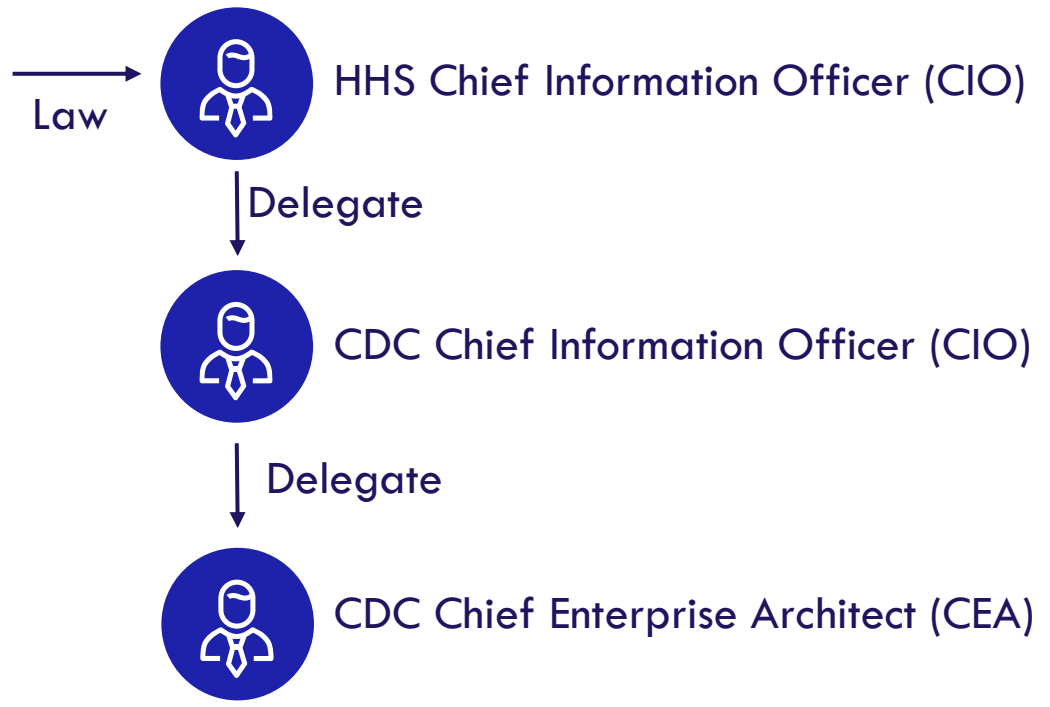 HHS Chief Information Officer (CIO)
Law
Delegate
CDC Chief Information Officer (CIO)
Delegate
CDC Chief Enterprise Architect (CEA)